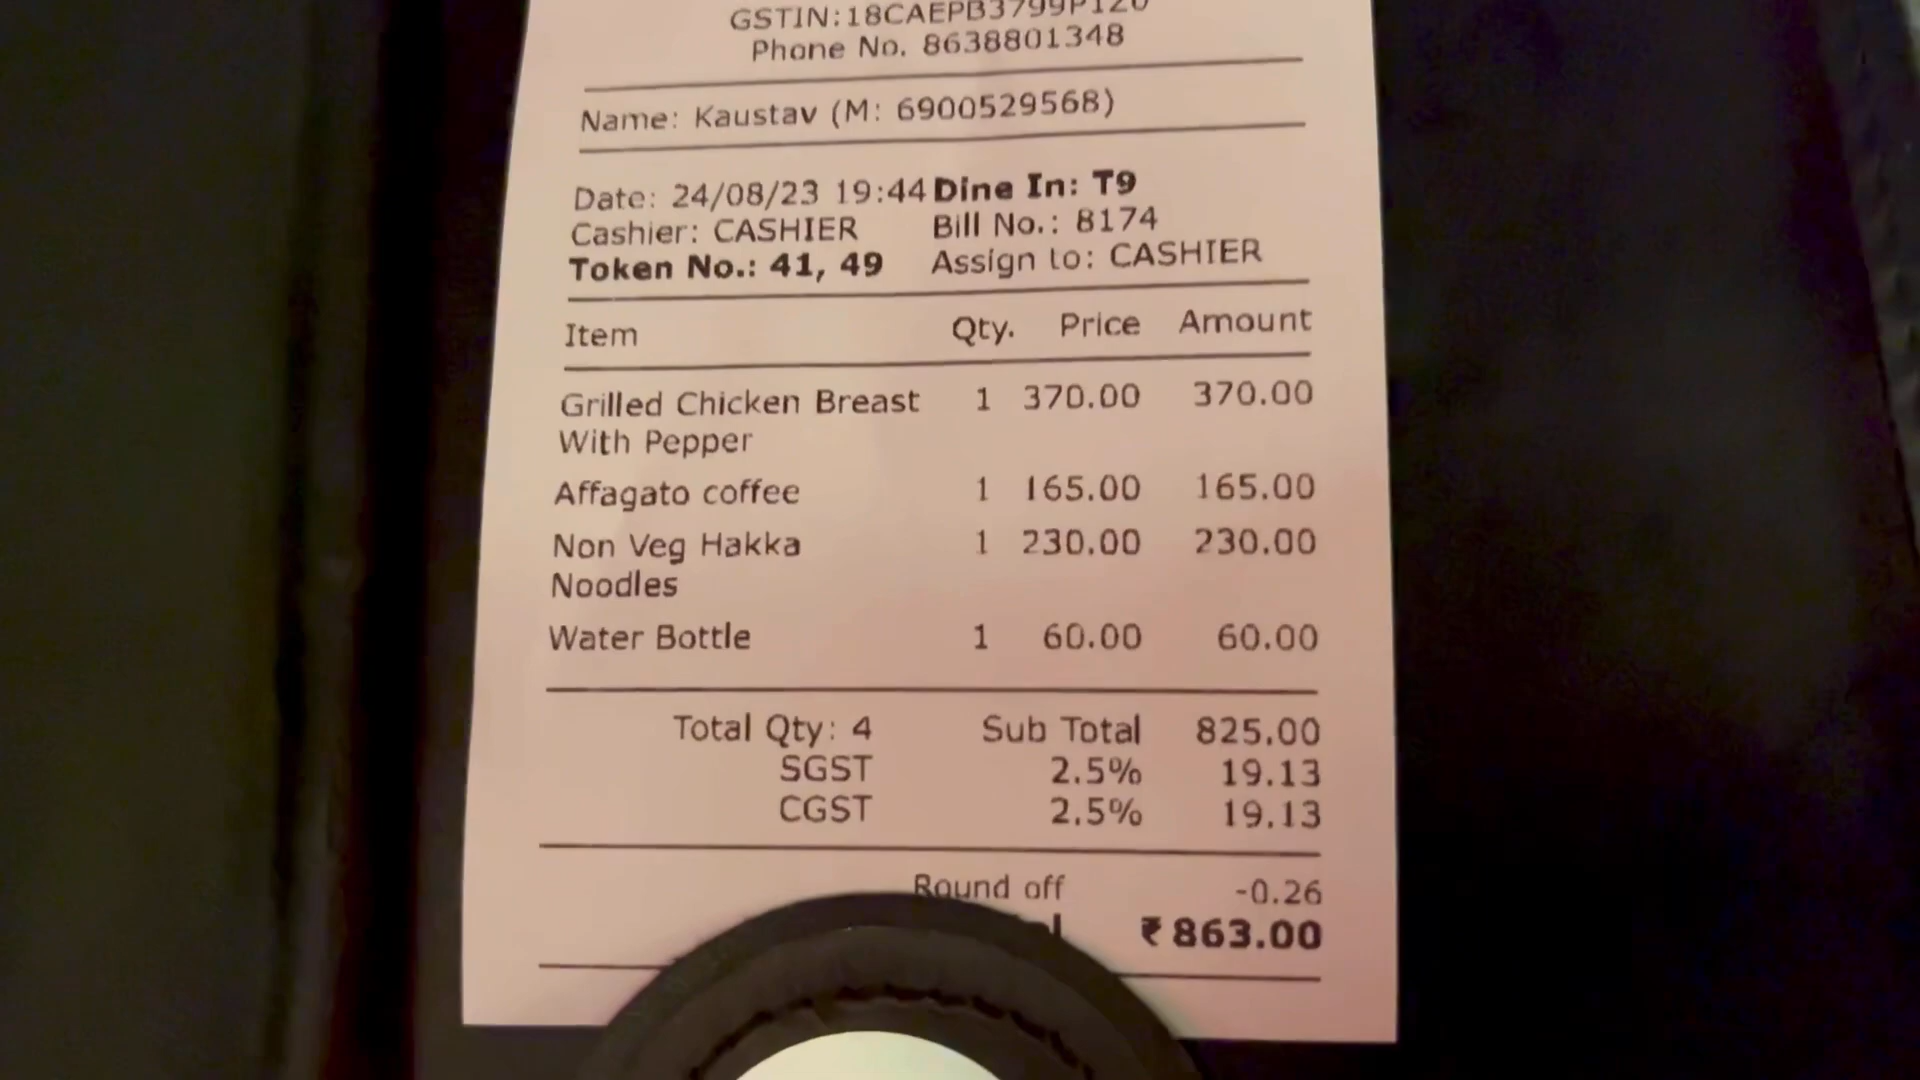 Phone No. 8638801348
Name: Kaustav (M: 6900529568)
Date: 24/08/23 19:44 Dine In: T9
Cashier: CASHIER Bill No.: 8174
Token No.: 41, 49 Assign to: CASHIER
Item Qty. Price Amount
Grilled Chicken Breast 1 370.00 370.00
With Pepper
Affagato coffee 1 165.00 165.00
Non Veg Hakka 1 230.00 230.00
Noodles
Water Bottle 1 60.00 60.00
Total Qty: 4 Sub Total 825.00
SGST 2.5% 19.13
CGST 2.5% 19.13
Round off -0.26
₹ 863.00